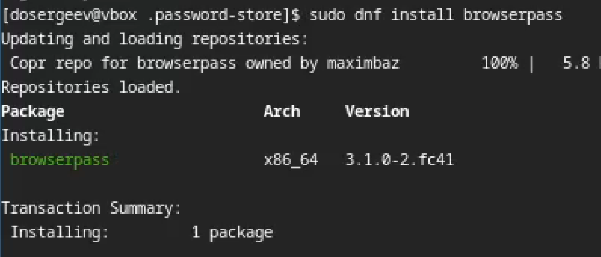 [dosergeev@vbox .password-store]$ sudo dnf install browserpass
Updating and loading repositories:
Copr repo for browserpass owned by maximbaz 100% | 5.8
Repositories loaded.
Package Arch Version
Installing:
browserpass x86_64 3.1.0-2.fc41
Transaction Summary:
Installing: 1 package